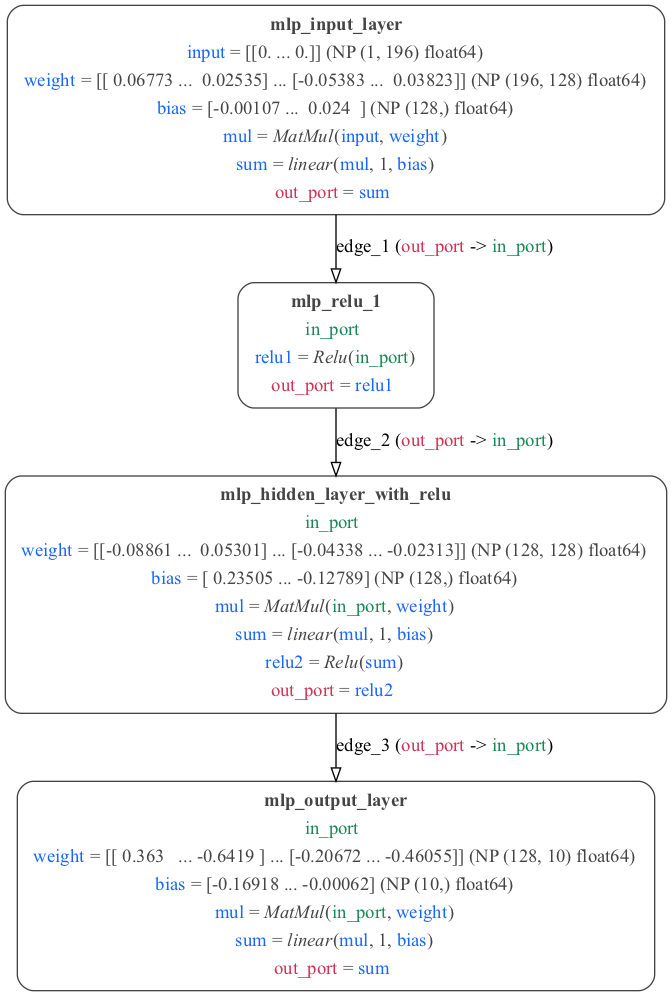 mlp_input_layer
input = [[0. ... 0.]] (NP (1, 196) float64)
weight = [[ 0.06773 ...  0.02535] ... [-0.05383 ...  0.03823]] (NP (196, 128) float64)
bias = [-0.00107 ...  0.024  ] (NP (128,) float64)
mul = MatMul(input, weight)
sum = linear(mul, 1, bias)
out_port = sum
edge_1 (out_port -> in_port)
mlp_relu_1
in_port
relu1 = Relu(in_port)
out_port = relu1
edge_2 (out_port -> in_port)
mlp_hidden_layer_with_relu
in_port
weight = [[-0.08861 ...  0.05301] ... [-0.04338 ... -0.02313]] (NP (128, 128) float64)
bias = [ 0.23505 ... -0.12789] (NP (128,) float64)
mul = MatMul(in_port, weight)
sum = linear(mul, 1, bias)
relu2 = Relu(sum)
out_port = relu2
edge_3 (out_port -> in_port)
mlp_output_layer
in_port
weight = [[ 0.363   ... -0.6419 ] ... [-0.20672 ... -0.46055]] (NP (128, 10) float64)
bias = [-0.16918 ... -0.00062] (NP (10,) float64)
mul = MatMul(in_port, weight)
sum = linear(mul, 1, bias)
out_port = sum